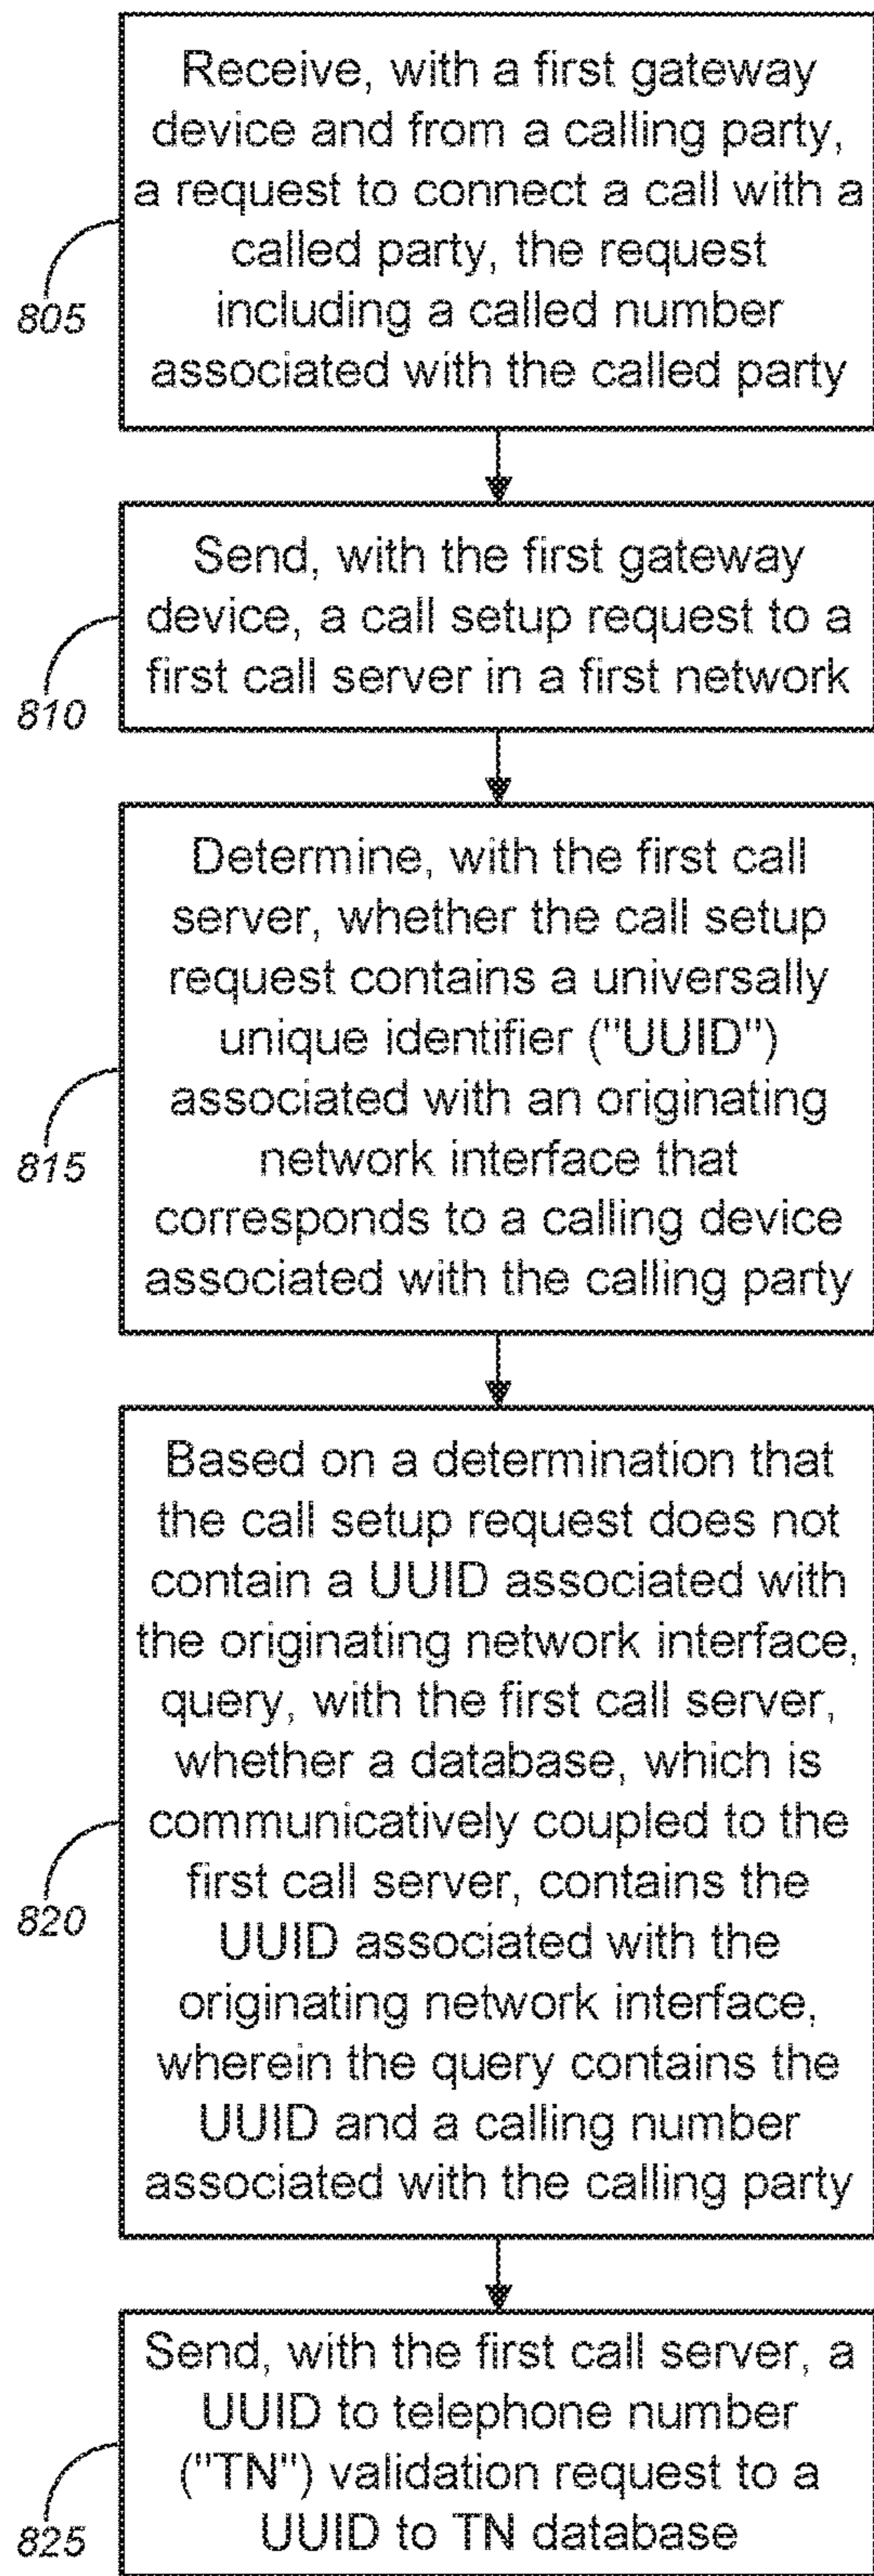 Receive, with a first gateway
device and from a calling party,
a request to connect a call with a
called party, the request
including a called number
associated with the called party
805
Send, with the first gateway
device, a call setup request to a
first call server in a first network
810
Determine, with the first call
server, whether the call setup
request contains a universally
unique identifier ("UUID")
associated with an originating
network interface that
corresponds to a calling device
associated with the calling party
815
Based on a determination that
the call setup request does not
contain a UUID associated with
the originating network interface,
query, with the first call server,
whether a database, which is
communicatively coupled to the
first call server, contains the
UUID associated with the
originating network interface,
wherein the query contains the
UUID and a calling number
associated with the calling party
820
Send, with the first call server, a
UUID to telephone number
("TN") validation request to a
UUID to TN database
825